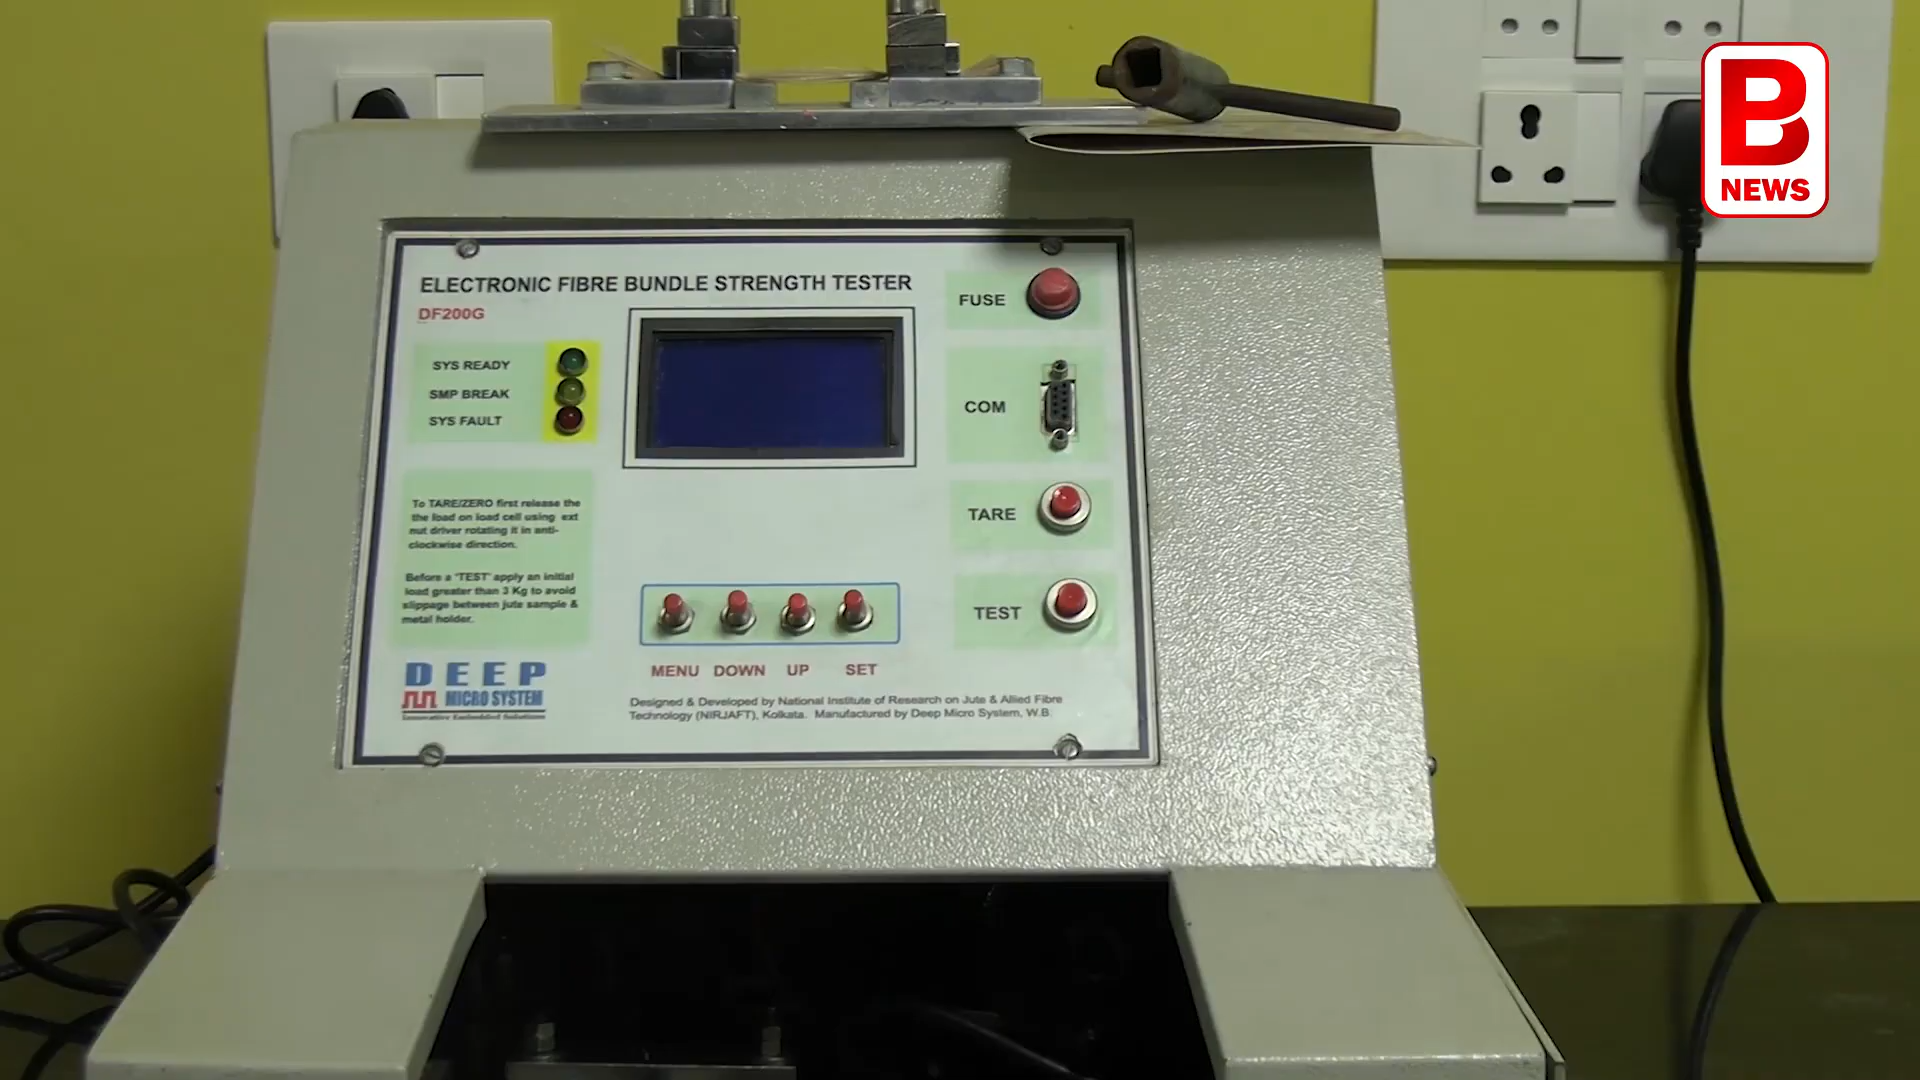 B
NEWS
ELECTRONIC FIBRE BUNDLE STRENGTH TESTER
DF200G
SYS READY
SMP BREAK
SYS FAULT
FUSE
COM
TARE
TEST
To TARE/ZERO first release the
the load on load cell using ext
nut driver rotating it in anti-
clockwise direction.
Before a 'TEST' apply an initial
load greater than 3 Kg to avoid
slippage between jute sample &
metal holder.
MENU DOWN UP SET
DEEP
MICRO SYSTEM
Innovative Embedded Solutions
Designed & Developed by National Institute of Research on Jute & Allied Fibre
Technology (NIRJAFT), Kolkata. Manufactured by Deep Micro System, W.B.